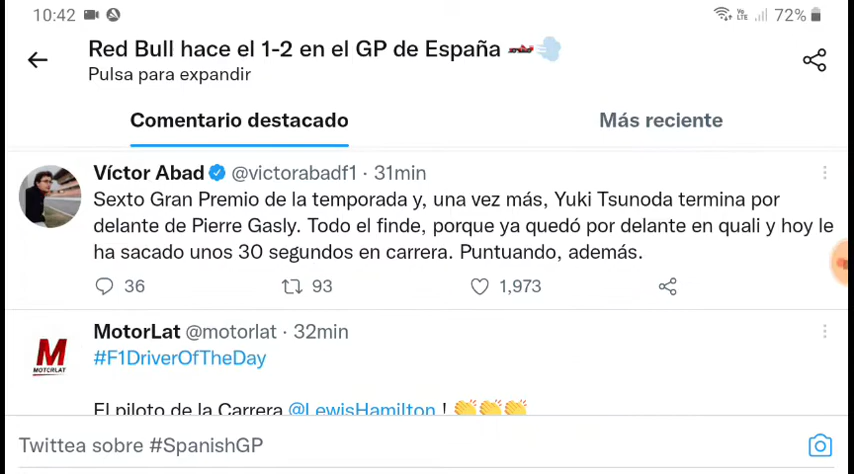 10:42 Vo LTE 72%
Red Bull hace el 1-2 en el GP de España
Pulsa para expandir
Comentario destacado Más reciente
Víctor Abad @victorabadf1 · 31min
Sexto Gran Premio de la temporada y, una vez más, Yuki Tsunoda termina por
delante de Pierre Gasly. Todo el finde, porque ya quedó por delante en quali y hoy le
ha sacado unos 30 segundos en carrera. Puntuando, además.
36 93 1,973
MotorLat @motorlat · 32min
#F1DriverOfTheDay
M
MOTORLAT
El piloto de la Carrera @LewisHamilton ! 👏👏👏
Twittea sobre #SpanishGP